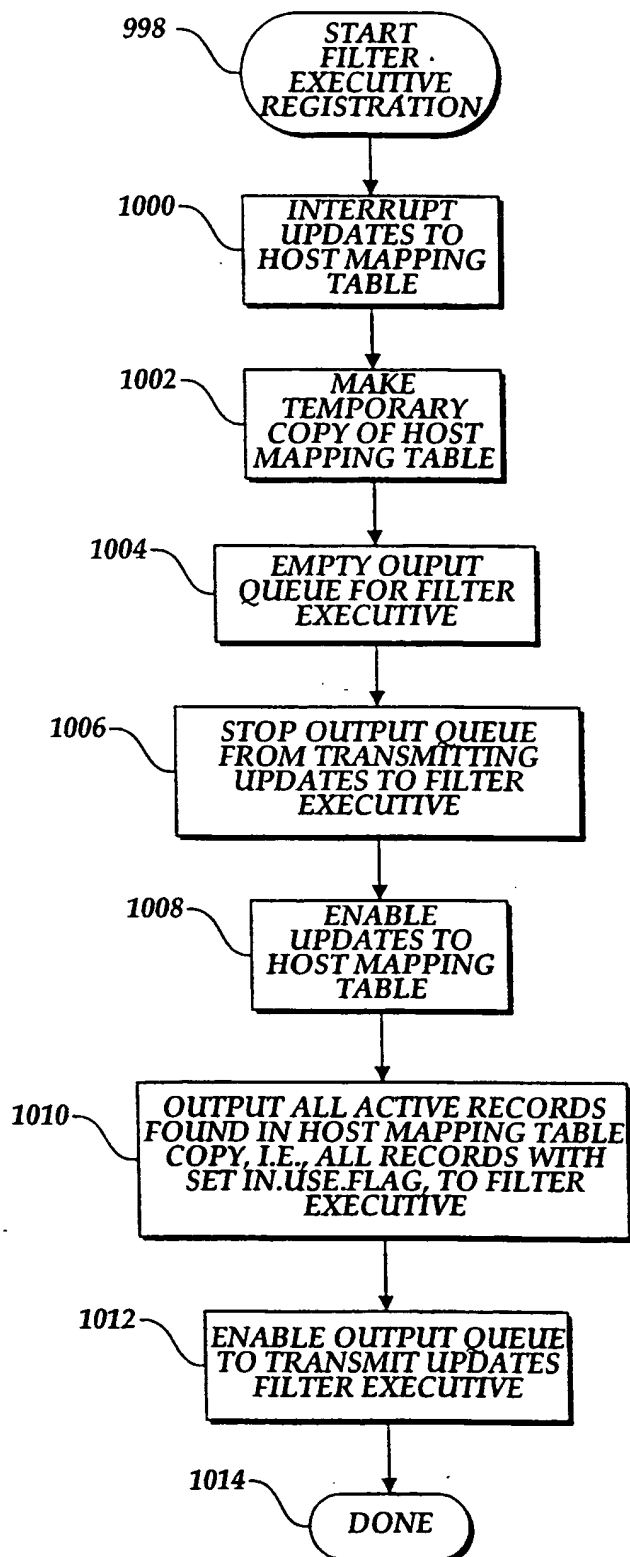 998
START
FILTER
EXECUTIVE
REGISTRATION
1000
INTERRUPT
UPDATES TO
HOST MAPPING
TABLE
1002
MAKE
TEMPORARY
COPY OF HOST
MAPPING TABLE
1004
EMPTY OUPUT
QUEUE FOR FILTER
EXECUTIVE
1006
STOP OUTPUT QUEUE
FROM TRANSMITTING
UPDATES TO FILTER
EXECUTIVE
1008
ENABLE
UPDATES TO
HOST MAPPING
TABLE
1010
OUTPUT ALL ACTIVE RECORDS
FOUND IN HOST MAPPING TABLE
COPY, I.E., ALL RECORDS WITH
SET IN.USE.FLAG, TO FILTER
EXECUTIVE
1012
ENABLE OUTPUT QUEUE
TO TRANSMIT UPDATES
FILTER EXECUTIVE
1014
DONE